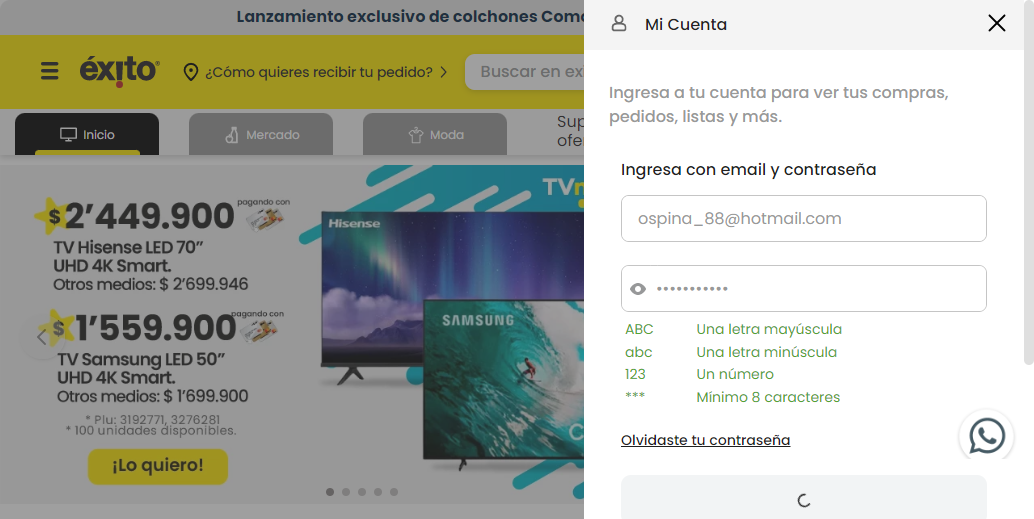 Lanzamiento exclusivo de colchones Como
Mi Cuenta
éxito
¿Cómo quieres recibir tu pedido?
Buscar en ex
Inicio
Mercado
Moda
Sup
ofer
Ingresa a tu cuenta para ver tus compras,
pedidos, listas y más.
Ingresa con email y contraseña
ospina_88@hotmail.com
•••••••••••
ABC Una letra mayúscula
abc Una letra minúscula
123 Un número
*** Mínimo 8 caracteres
Olvidaste tu contraseña
$2’449.900 pagando con
TV Hisense LED 70”
UHD 4K Smart.
Otros medios: $ 2’699.946
$1’559.900 pagando con
TV Samsung LED 50”
UHD 4K Smart.
Otros medios: $ 1’699.900
* Plu: 3192771, 3276281
* 100 unidades disponibles.
¡Lo quiero!
Hisense
SAMSUNG